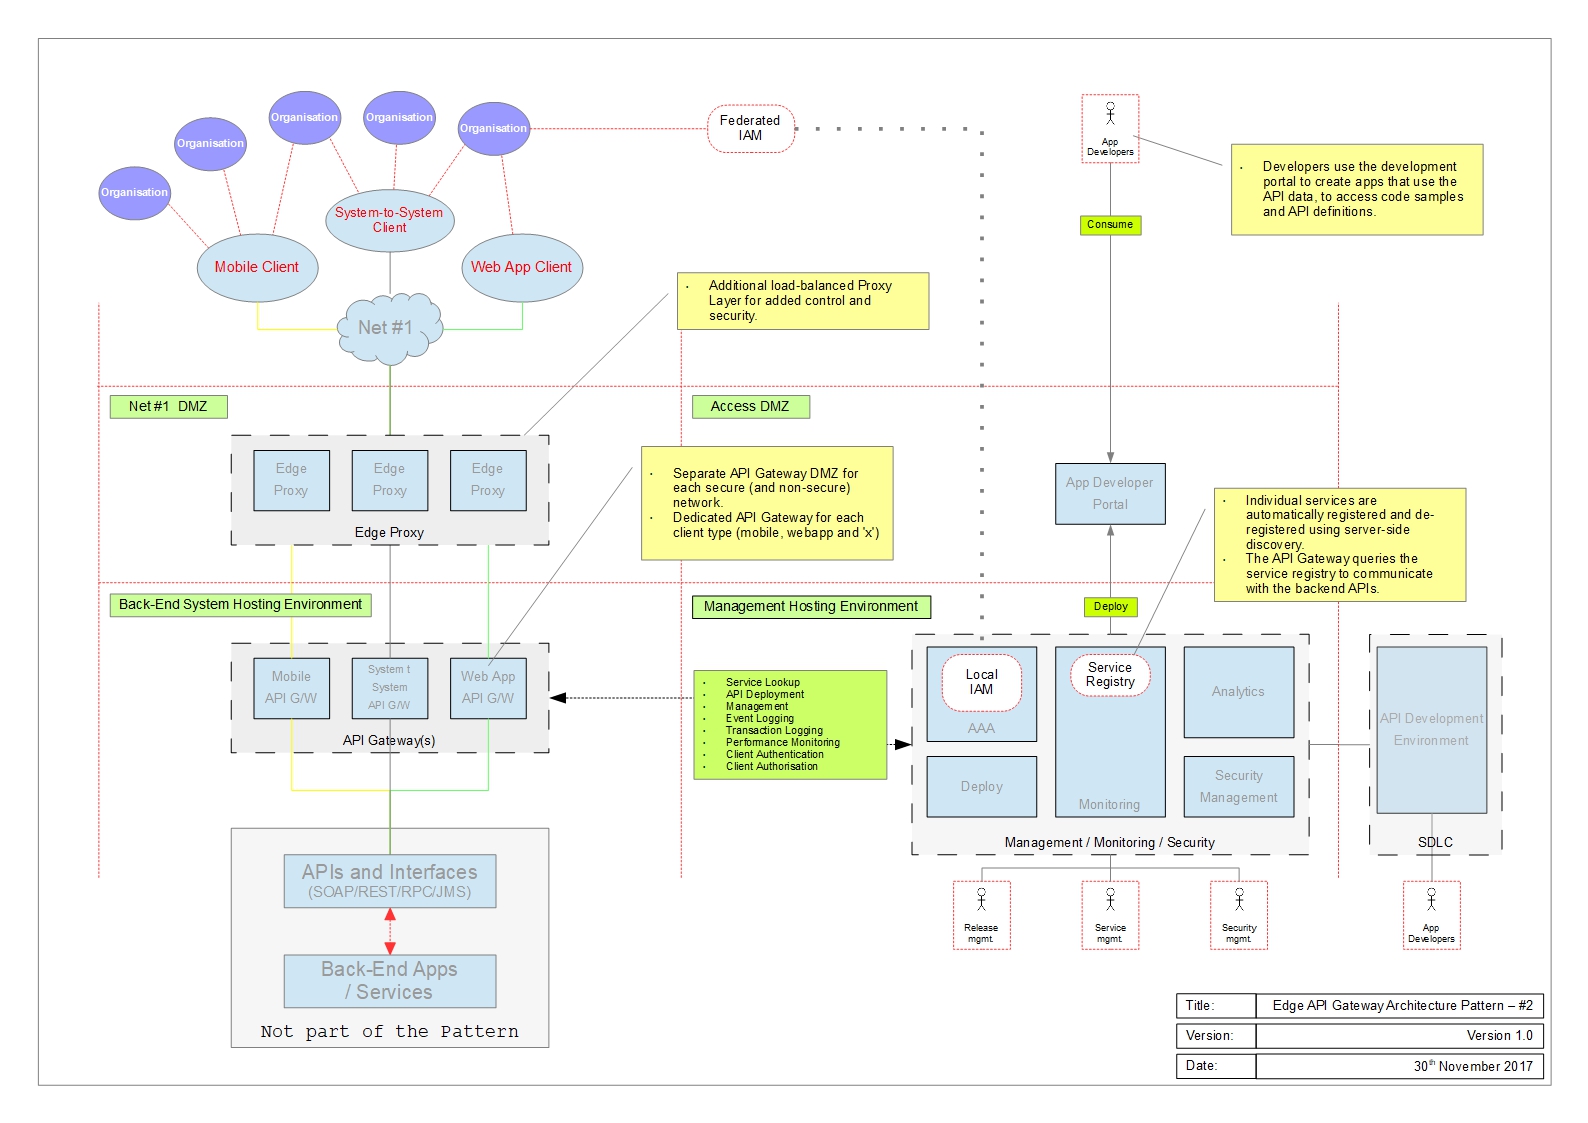 Organisation
Organisation
Organisation
Organisation
Organisation
Federated
IAM
App
Developers
· Developers use the development
portal to create apps that use the
API data, to access code samples
and API definitions.
System-to-System
Client
Mobile Client
Web App Client
Consume
Net #1
· Additional load-balanced Proxy
Layer for added control and
security.
Net #1 DMZ
Access DMZ
Edge
Proxy
Edge
Proxy
Edge
Proxy
Edge Proxy
· Separate API Gateway DMZ for
each secure (and non-secure)
network.
· Dedicated API Gateway for each
client type (mobile, webapp and 'x')
App Developer
Portal
· Individual services are
automatically registered and de-
registered using server-side
discovery.
· The API Gateway queries the
service registry to communicate
with the backend APIs.
Back-End System Hosting Environment
Management Hosting Environment
Deploy
Mobile
API G/W
System t
System
API G/W
Web App
API G/W
API Gateway(s)
· Service Lookup
· API Deployment
· Management
· Event Logging
· Transaction Logging
· Performance Monitoring
· Client Authentication
· Client Authorisation
Local
IAM
AAA
Service
Registry
Monitoring
Analytics
Deploy
Security
Management
Management / Monitoring / Security
API Development
Environment
SDLC
APIs and Interfaces
(SOAP/REST/RPC/JMS)
Back-End Apps
/ Services
Not part of the Pattern
Release
mgmt.
Service
mgmt.
Security
mgmt.
App
Developers
Title: Edge API Gateway Architecture Pattern – #2
Version: Version 1.0
Date: 30th November 2017